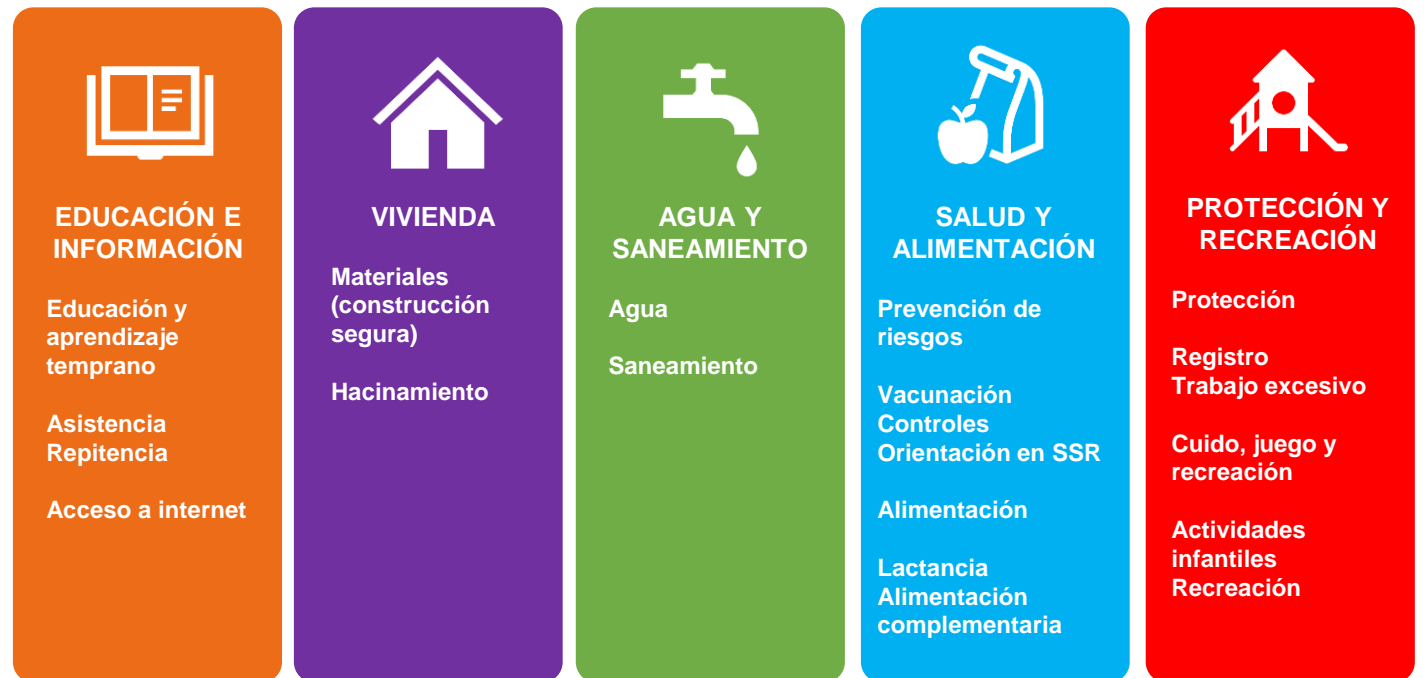 EDUCACIÓN E
INFORMACIÓN
Educación y
aprendizaje
temprano
Asistencia
Repitencia
Acceso a internet
VIVIENDA
Materiales
(construcción
segura)
Hacinamiento
AGUA Y
SANEAMIENTO
Agua
Saneamiento
SALUD Y
ALIMENTACIÓN
Prevención de
riesgos
Vacunación
Controles
Orientación en SSR
Alimentación
Lactancia
Alimentación
complementaria
PROTECCIÓN Y
RECREACIÓN
Protección
Registro
Trabajo excesivo
Cuido, juego y
recreación
Actividades
infantiles
Recreación